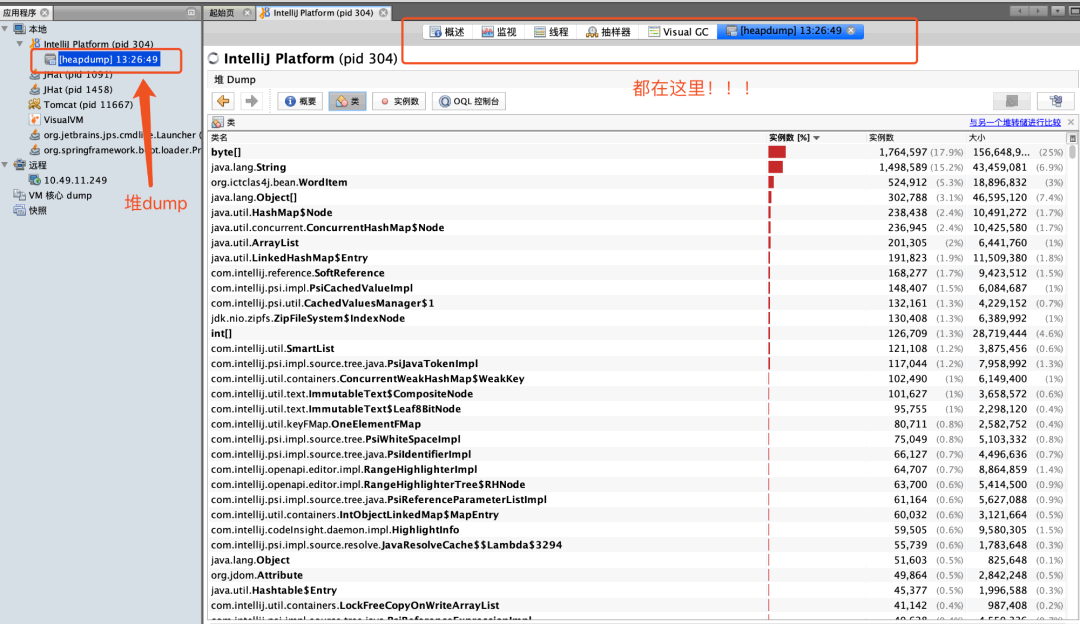 应用程序
起始页 IntelliJ Platform (pid 304)
本地
IntelliJ Platform (pid 304)
[heapdump] 13:26:49
JHat (pid 1091)
JHat (pid 1458)
Tomcat (pid 11667)
VisualVM
org.jetbrains.jps.cmdline.Launcher (
org.springframework.boot.loader.Pr
远程
10.49.11.249
VM 核心 dump
快照
堆dump
概述 监视 线程 抽样器 Visual GC [heapdump] 13:26:49
IntelliJ Platform (pid 304)
都在这里！！！
堆 Dump
概要 类 实例数 OQL 控制台
类 与另一个堆转储进行比较
类名 实例数 [%] 实例数 大小
byte[] 1,764,597 (17.9%) 156,648,9... (25%)
java.lang.String 1,498,589 (15.2%) 43,459,081 (6.9%)
org.ictclas4j.bean.WordItem 524,912 (5.3%) 18,896,832 (3%)
java.lang.Object[] 302,788 (3.1%) 46,595,120 (7.4%)
java.util.HashMap$Node 238,438 (2.4%) 10,491,272 (1.7%)
java.util.concurrent.ConcurrentHashMap$Node 236,945 (2.4%) 10,425,580 (1.7%)
java.util.ArrayList 201,305 (2%) 6,441,760 (1%)
java.util.LinkedHashMap$Entry 191,823 (1.9%) 11,509,380 (1.8%)
com.intellij.reference.SoftReference 168,277 (1.7%) 9,423,512 (1.5%)
com.intellij.psi.impl.PsiCachedValueImpl 148,407 (1.5%) 6,084,687 (1%)
com.intellij.psi.util.CachedValuesManager$1 132,161 (1.3%) 4,229,152 (0.7%)
jdk.nio.zipfs.ZipFileSystem$IndexNode 130,408 (1.3%) 6,389,992 (1%)
int[] 126,709 (1.3%) 28,719,444 (4.6%)
com.intellij.util.SmartList 121,108 (1.2%) 3,875,456 (0.6%)
com.intellij.psi.impl.source.tree.java.PsiJavaTokenImpl 117,044 (1.2%) 7,958,992 (1.3%)
com.intellij.util.containers.ConcurrentWeakHashMap$WeakKey 102,490 (1%) 6,149,400 (1%)
com.intellij.util.text.ImmutableText$CompositeNode 101,627 (1%) 3,658,572 (0.6%)
com.intellij.util.text.ImmutableText$Leaf8BitNode 95,755 (1%) 2,298,120 (0.4%)
com.intellij.util.keyFMap.OneElementFMap 80,711 (0.8%) 2,582,752 (0.4%)
com.intellij.psi.impl.source.tree.PsiWhiteSpaceImpl 75,049 (0.8%) 5,103,332 (0.8%)
com.intellij.psi.impl.source.tree.java.PsiIdentifierImpl 66,127 (0.7%) 4,496,636 (0.7%)
com.intellij.openapi.editor.impl.RangeHighlighterImpl 64,707 (0.7%) 8,864,859 (1.4%)
com.intellij.openapi.editor.impl.RangeHighlighterTree$RHNode 63,700 (0.6%) 5,414,500 (0.9%)
com.intellij.psi.impl.source.tree.java.PsiReferenceParameterListImpl 61,164 (0.6%) 5,627,088 (0.9%)
com.intellij.util.containers.IntObjectLinkedMap$MapEntry 60,032 (0.6%) 3,121,664 (0.5%)
com.intellij.codeInsight.daemon.impl.HighlightInfo 59,505 (0.6%) 9,580,305 (1.5%)
com.intellij.psi.impl.source.resolve.JavaResolveCache$$Lambda$3294 55,739 (0.6%) 1,783,648 (0.3%)
java.lang.Object 51,603 (0.5%) 825,648 (0.1%)
org.jdom.Attribute 49,864 (0.5%) 2,842,248 (0.5%)
java.util.Hashtable$Entry 45,377 (0.5%) 1,996,588 (0.3%)
com.intellij.util.containers.LockFreeCopyOnWriteArrayList 41,142 (0.4%) 987,408 (0.2%)